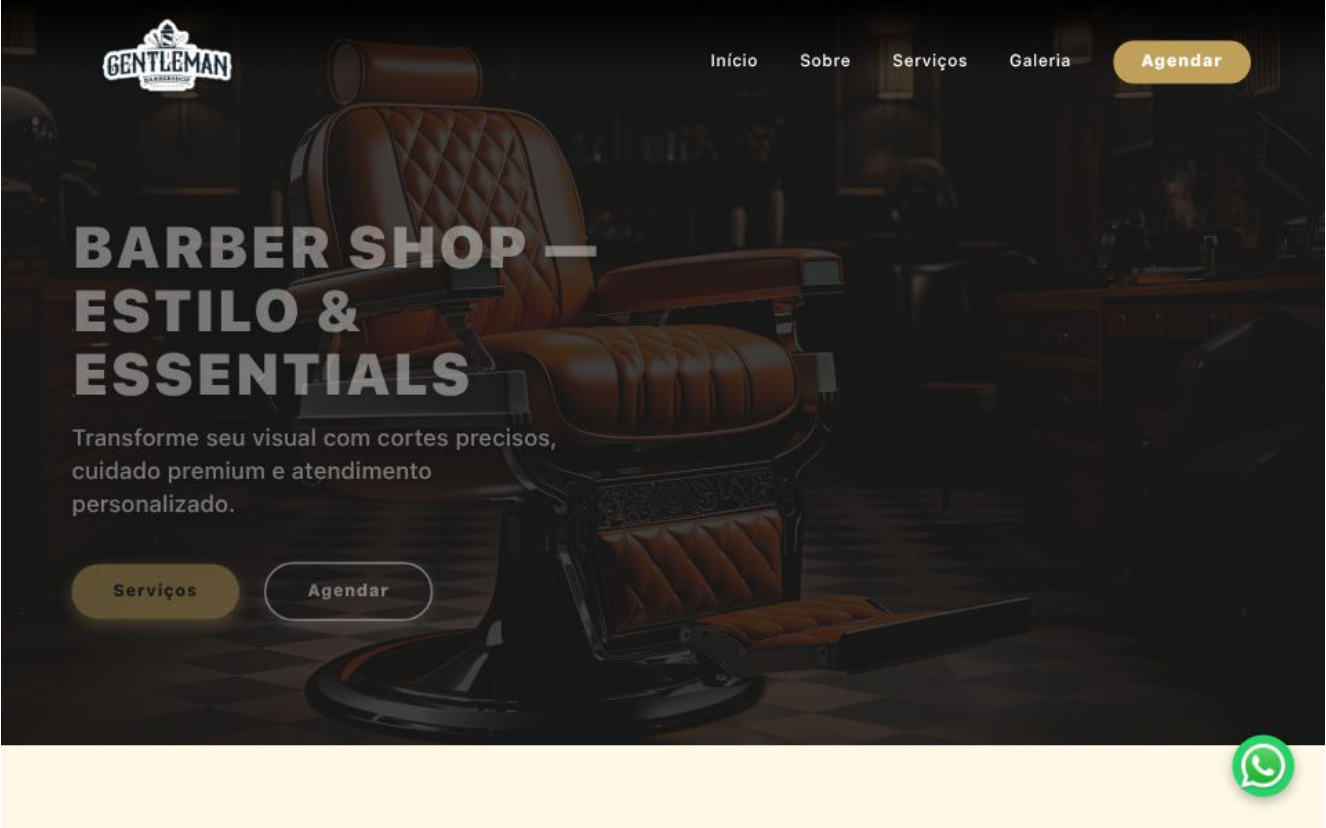 GENTLEMAN
BARBERSHOP
Início Sobre Serviços Galeria Agendar
BARBER SHOP —
ESTILO &
ESSENTIALS
Transforme seu visual com cortes precisos,
cuidado premium e atendimento
personalizado.
Serviços Agendar